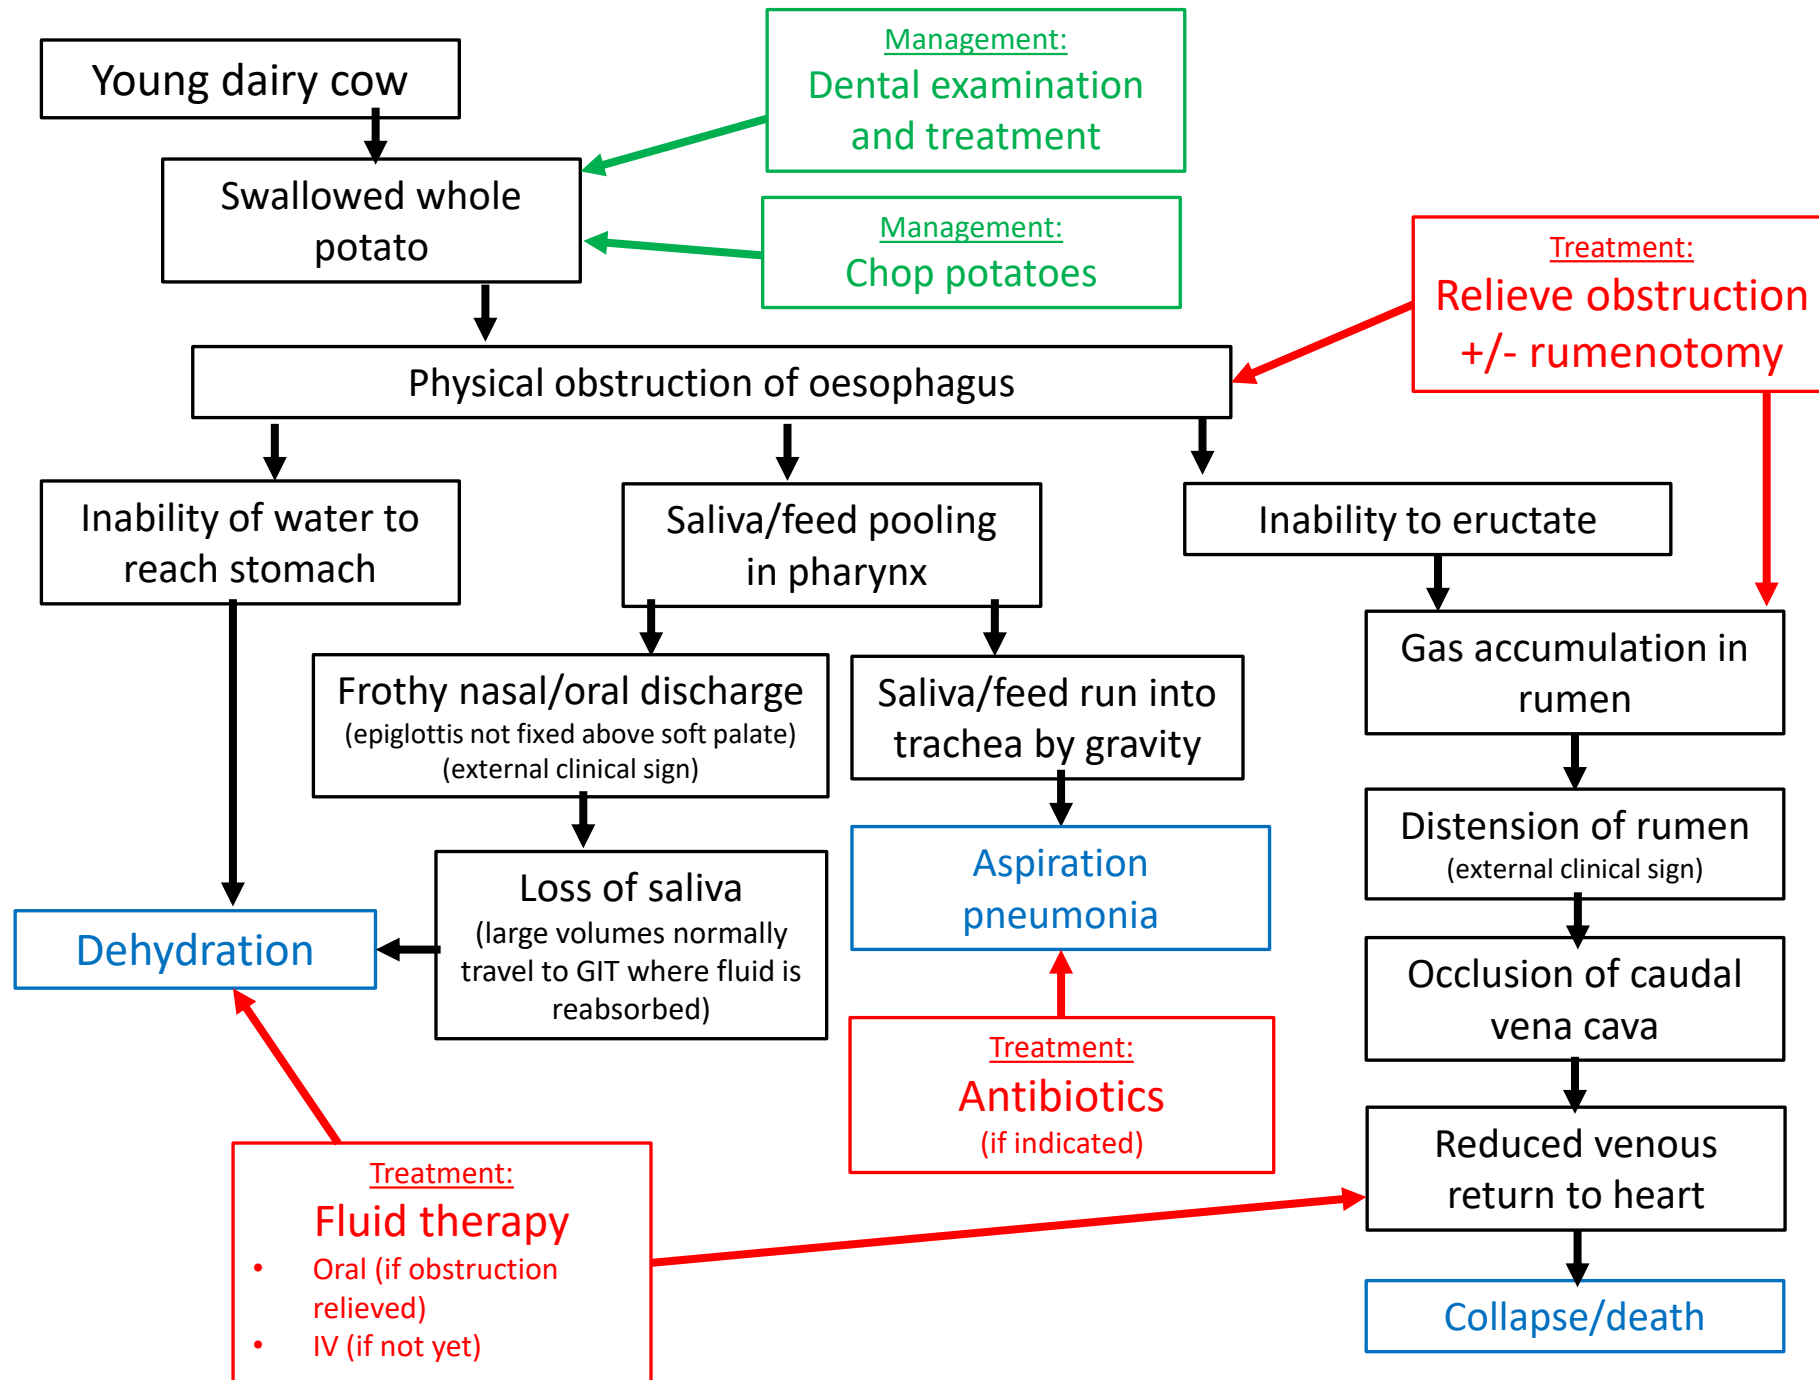 Young dairy cow
Management:
Dental examination
and treatment
Swallowed whole
potato
Management:
Chop potatoes
Treatment:
Relieve obstruction
+/- rumenotomy
Physical obstruction of oesophagus
Inability of water to
reach stomach
Saliva/feed pooling
in pharynx
Inability to eructate
Frothy nasal/oral discharge
(epiglottis not fixed above soft palate)
(external clinical sign)
Saliva/feed run into
trachea by gravity
Gas accumulation in
rumen
Distension of rumen
(external clinical sign)
Loss of saliva
(large volumes normally
travel to GIT where fluid is
reabsorbed)
Aspiration
pneumonia
Dehydration
Occlusion of caudal
vena cava
Treatment:
Antibiotics
(if indicated)
Reduced venous
return to heart
Treatment:
Fluid therapy
• Oral (if obstruction
relieved)
• IV (if not yet)
Collapse/death